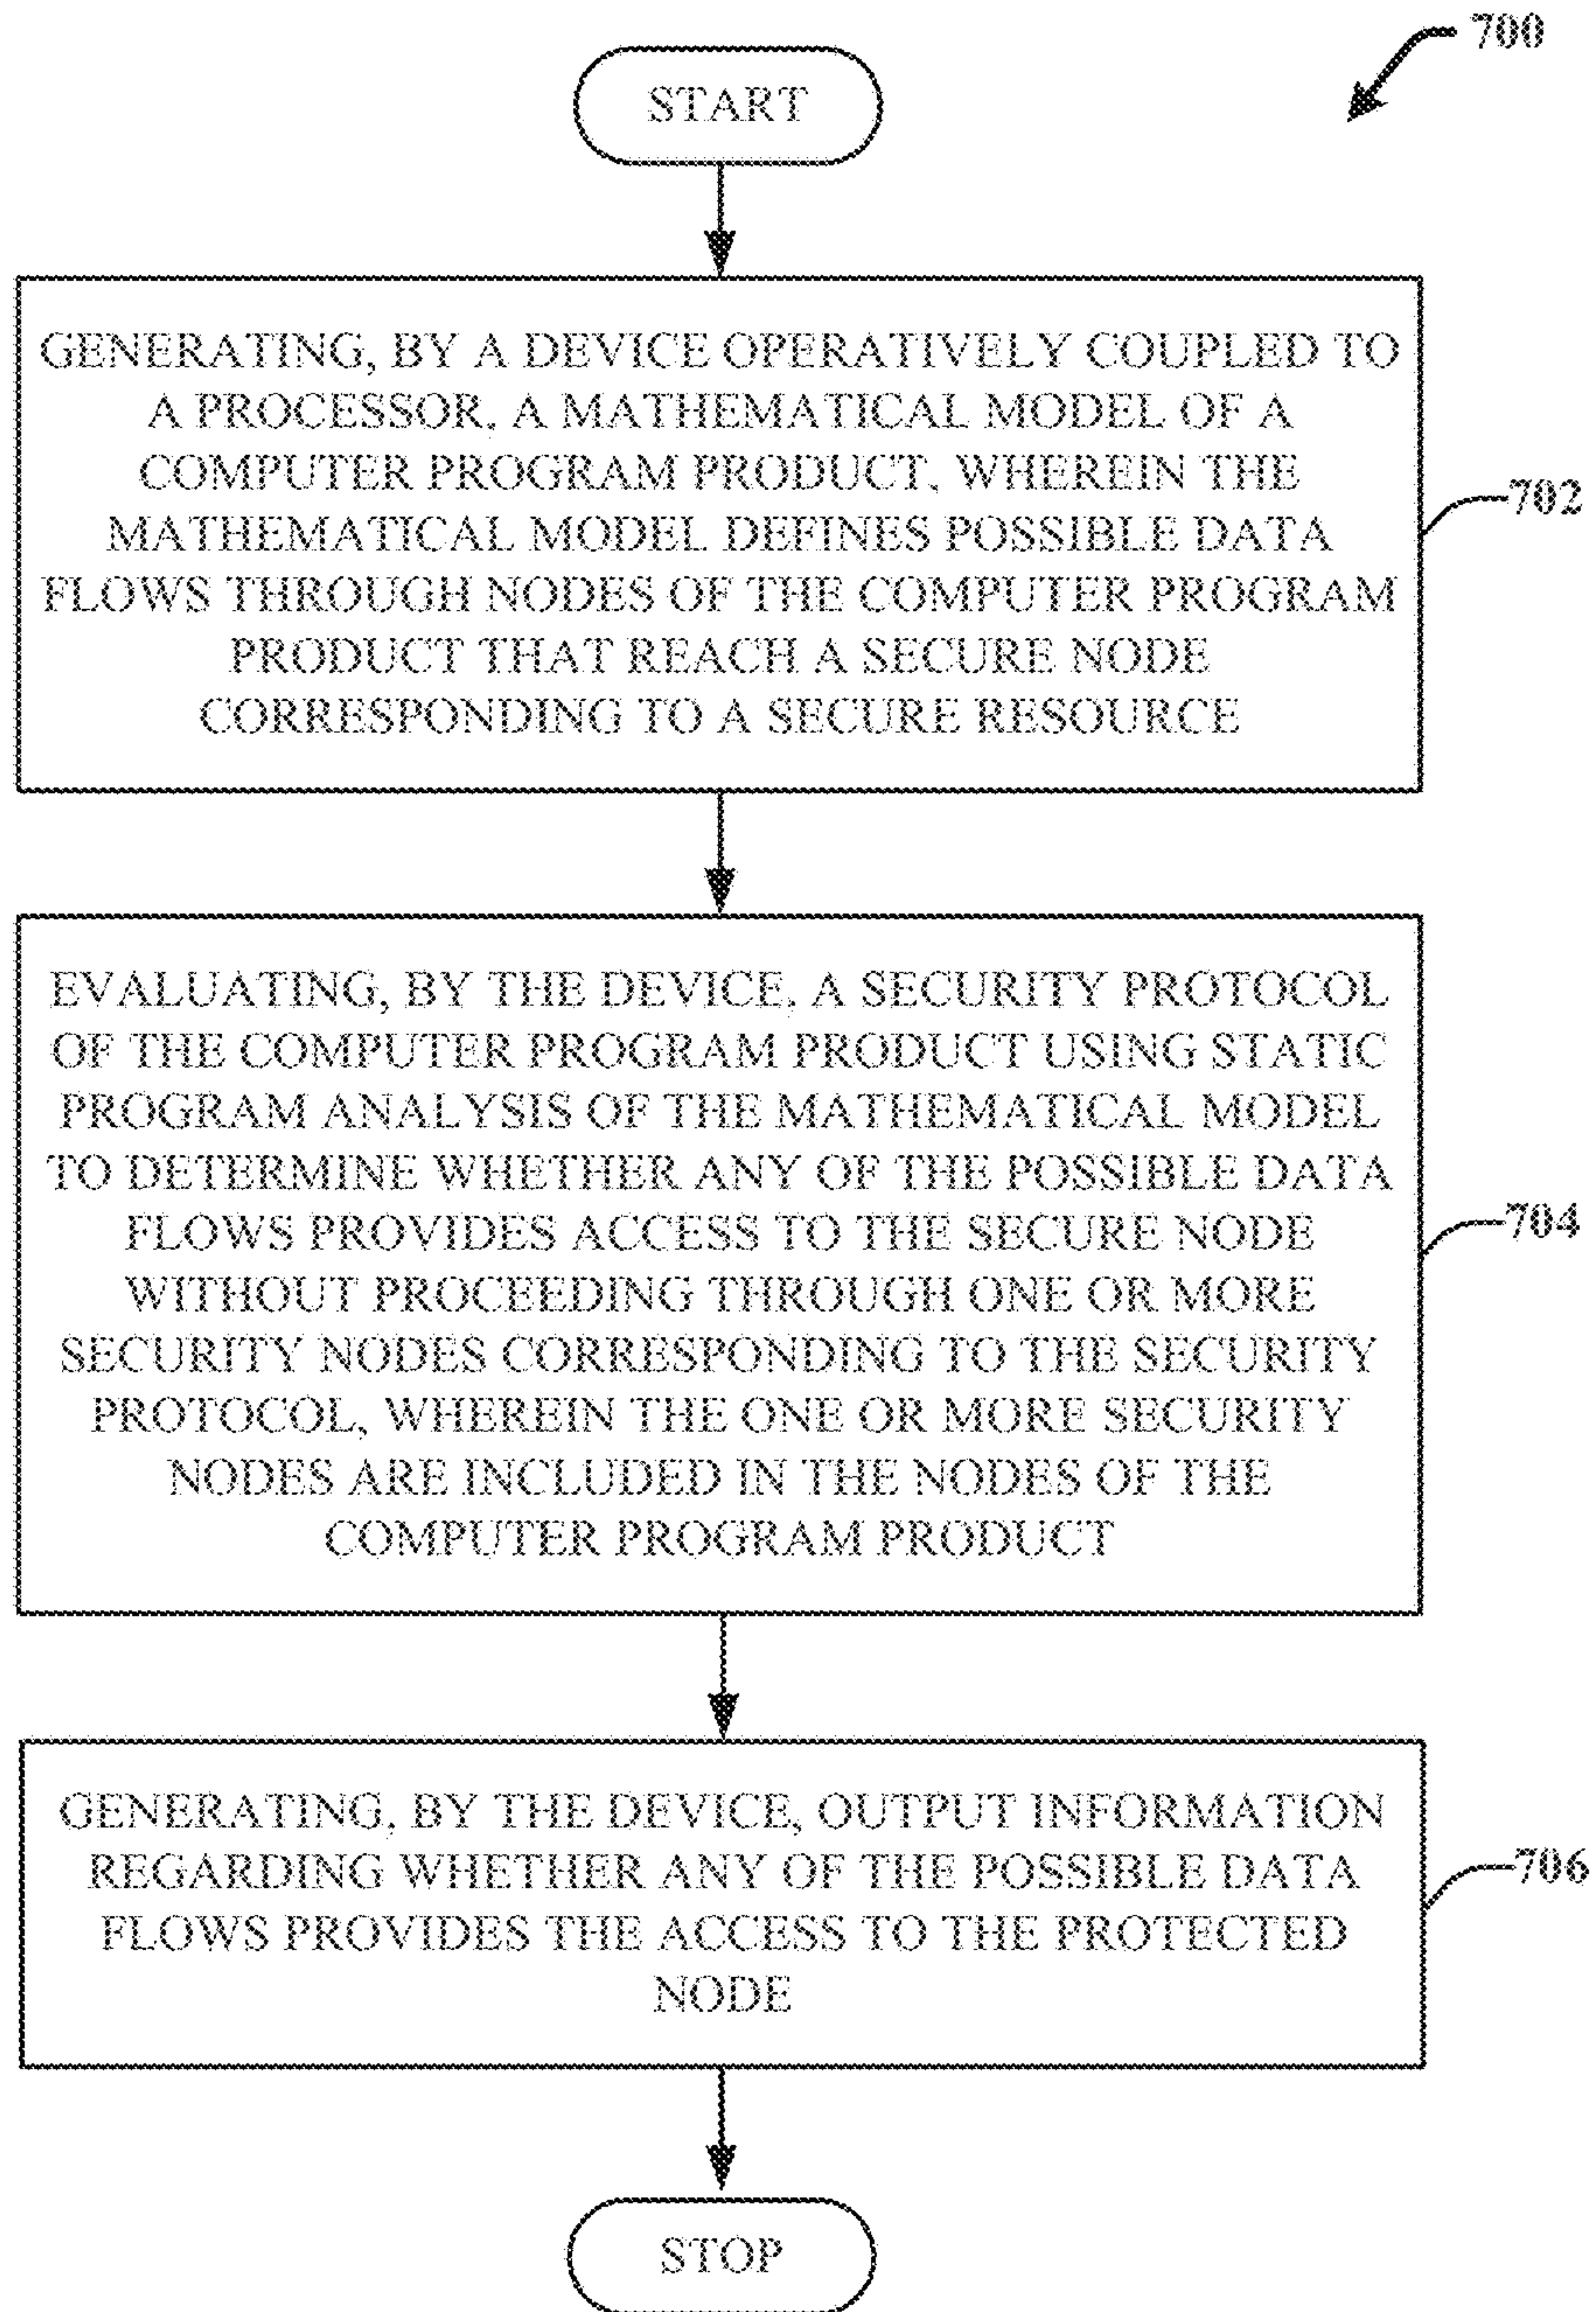 700
START
GENERATING, BY A DEVICE OPERATIVELY COUPLED TO
A PROCESSOR, A MATHEMATICAL MODEL OF A
COMPUTER PROGRAM PRODUCT, WHEREIN THE
MATHEMATICAL MODEL DEFINES POSSIBLE DATA
FLOWS THROUGH NODES OF THE COMPUTER PROGRAM
PRODUCT THAT REACH A SECURE NODE
CORRESPONDING TO A SECURE RESOURCE
702
EVALUATING, BY THE DEVICE, A SECURITY PROTOCOL
OF THE COMPUTER PROGRAM PRODUCT USING STATIC
PROGRAM ANALYSIS OF THE MATHEMATICAL MODEL
TO DETERMINE WHETHER ANY OF THE POSSIBLE DATA
FLOWS PROVIDES ACCESS TO THE SECURE NODE
WITHOUT PROCEEDING THROUGH ONE OR MORE
SECURITY NODES CORRESPONDING TO THE SECURITY
PROTOCOL, WHEREIN THE ONE OR MORE SECURITY
NODES ARE INCLUDED IN THE NODES OF THE
COMPUTER PROGRAM PRODUCT
704
GENERATING, BY THE DEVICE, OUTPUT INFORMATION
REGARDING WHETHER ANY OF THE POSSIBLE DATA
FLOWS PROVIDES THE ACCESS TO THE PROTECTED
NODE
706
STOP